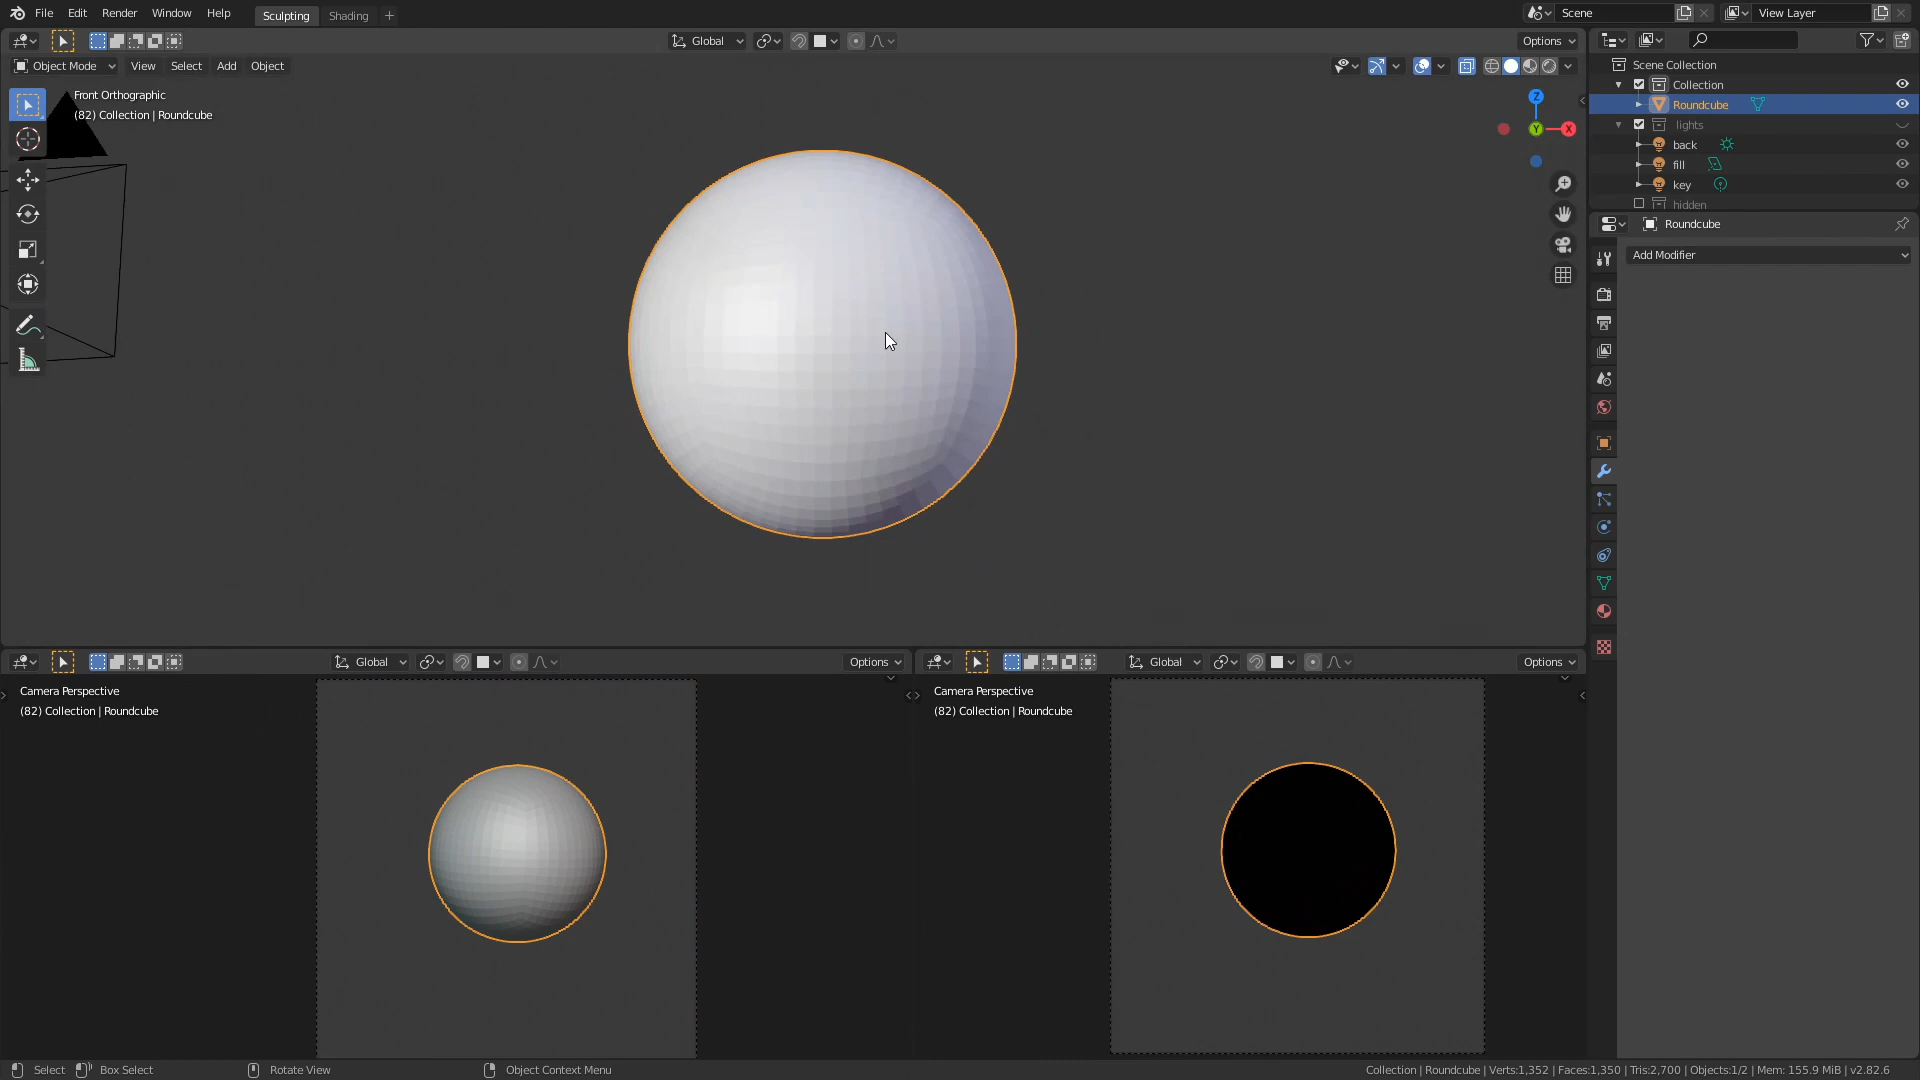 File Edit Render Window Help Sculpting Shading + Scene View Layer
Global Options
Object Mode View Select Add Object
Front Orthographic
(82) Collection | Roundcube
Z
Y X
Scene Collection
Collection
Roundcube
lights
back
fill
key
hidden
Roundcube
Add Modifier
Global Options
Camera Perspective
(82) Collection | Roundcube
Global Options
Camera Perspective
(82) Collection | Roundcube
Select Box Select Rotate View Object Context Menu Collection | Roundcube | Verts:1,352 | Faces:1,350 | Tris:2,700 | Objects:1/2 | Mem: 155.9 MiB | v2.82.6